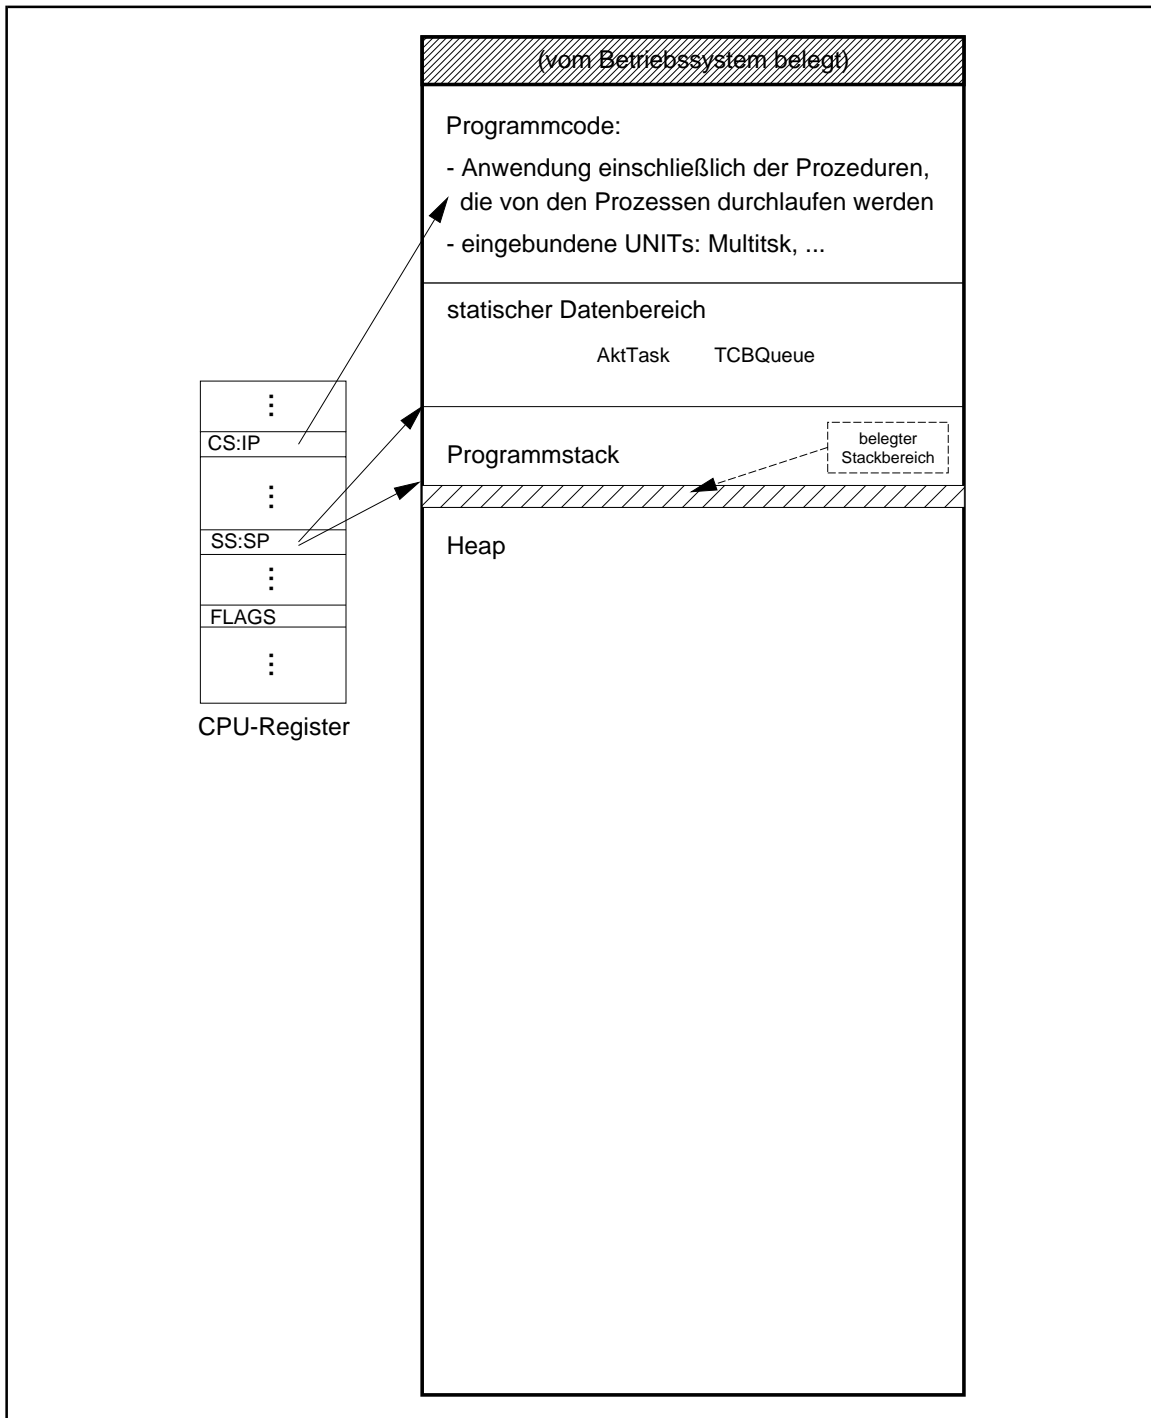 (vom Betriebssystem belegt)
Programmcode:
- Anwendung einschließlich der Prozeduren,
die von den Prozessen durchlaufen werden
- eingebundene UNITs: Multitsk, ...
statischer Datenbereich
AktTask TCBQueue
CS:IP
belegter
Stackbereich
Programmstack
SS:SP
Heap
FLAGS
CPU-Register